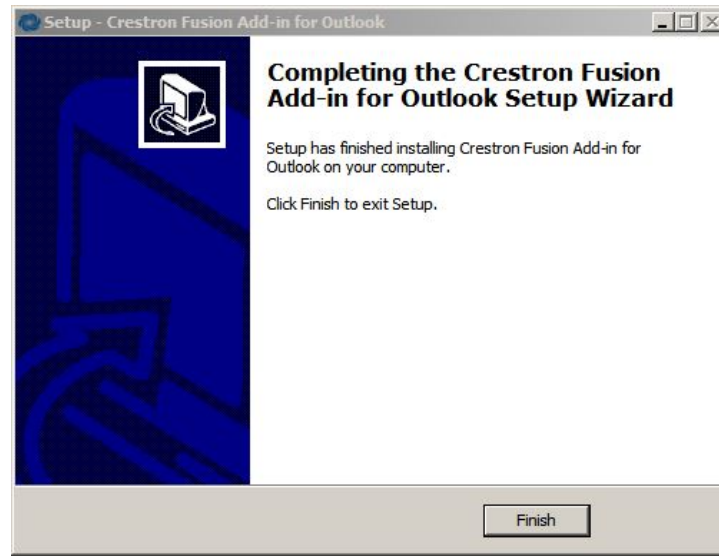 Setup - Crestron Fusion Add-in for Outlook
Completing the Crestron Fusion
Add-in for Outlook Setup Wizard
Setup has finished installing Crestron Fusion Add-in for
Outlook on your computer.
Click Finish to exit Setup.
Finish